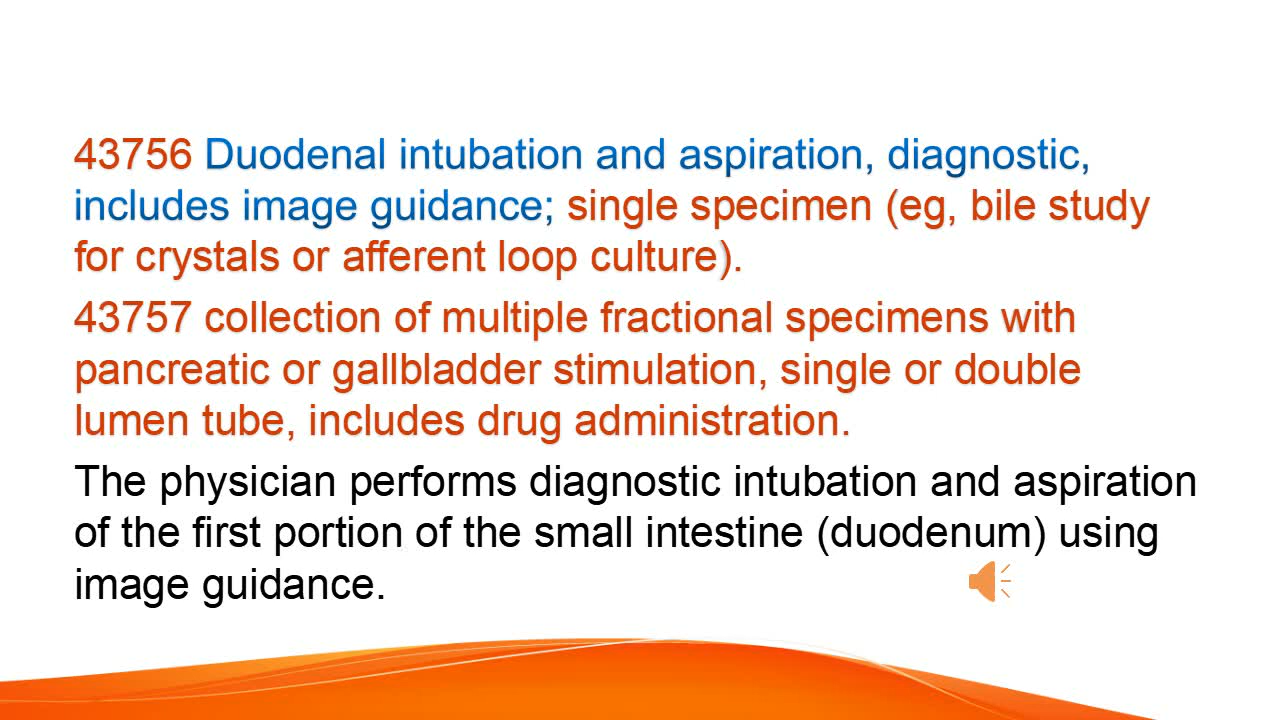 43756 Duodenal intubation and aspiration, diagnostic,
includes image guidance; single specimen (eg, bile study
for crystals or afferent loop culture).
43757 collection of multiple fractional specimens with
pancreatic or gallbladder stimulation, single or double
lumen tube, includes drug administration.
The physician performs diagnostic intubation and aspiration
of the first portion of the small intestine (duodenum) using
image guidance.